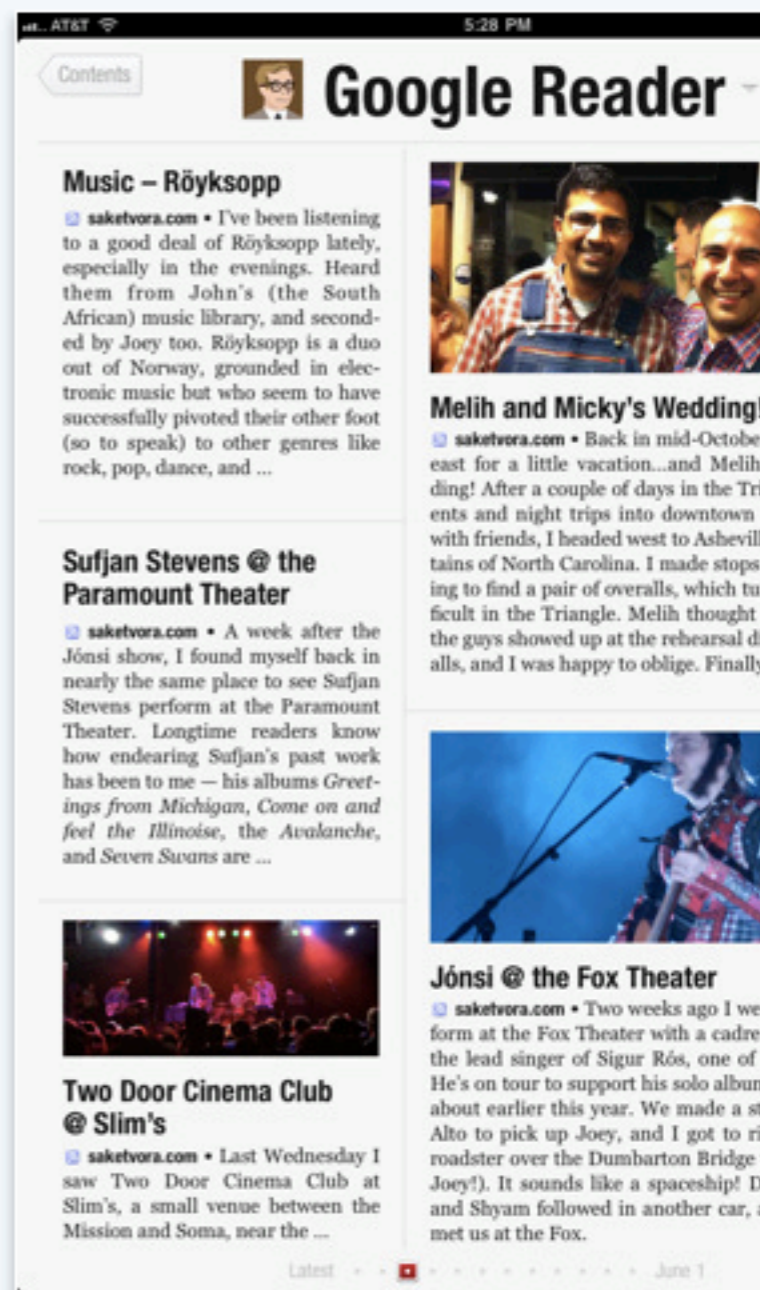 AT&T
5:28 PM
Contents
Google Reader
Music – Röyksopp
saketvora.com • I've been listening
to a good deal of Röyksopp lately,
especially in the evenings. Heard
them from John's (the South
African) music library, and second-
ed by Joey too. Röyksopp is a duo
out of Norway, grounded in elec-
tronic music but who seem to have
successfully pivoted their other foot
(so to speak) to other genres like
rock, pop, dance, and ...
Sufjan Stevens @ the
Paramount Theater
saketvora.com • A week after the
Jónsi show, I found myself back in
nearly the same place to see Sufjan
Stevens perform at the Paramount
Theater. Longtime readers know
how endearing Sufjan's past work
has been to me — his albums Greet-
ings from Michigan, Come on and
feel the Illinoise, the Avalanche,
and Seven Swans are ...
Two Door Cinema Club
@ Slim's
saketvora.com • Last Wednesday I
saw Two Door Cinema Club at
Slim's, a small venue between the
Mission and Soma, near the ...
Melih and Micky's Wedding!
saketvora.com • Back in mid-Octobe
east for a little vacation...and Melih
ding! After a couple of days in the Tri
ents and night trips into downtown
with friends, I headed west to Ashevill
tains of North Carolina. I made stops
ing to find a pair of overalls, which tu
ficult in the Triangle. Melih thought
the guys showed up at the rehearsal di
alls, and I was happy to oblige. Finally
Jónsi @ the Fox Theater
saketvora.com • Two weeks ago I we
form at the Fox Theater with a cadre
the lead singer of Sigur Rós, one of
He's on tour to support his solo album
about earlier this year. We made a st
Alto to pick up Joey, and I got to ri
roadster over the Dumbarton Bridge
Joey!). It sounds like a spaceship! D
and Shyam followed in another car, a
met us at the Fox.
Latest
June 1